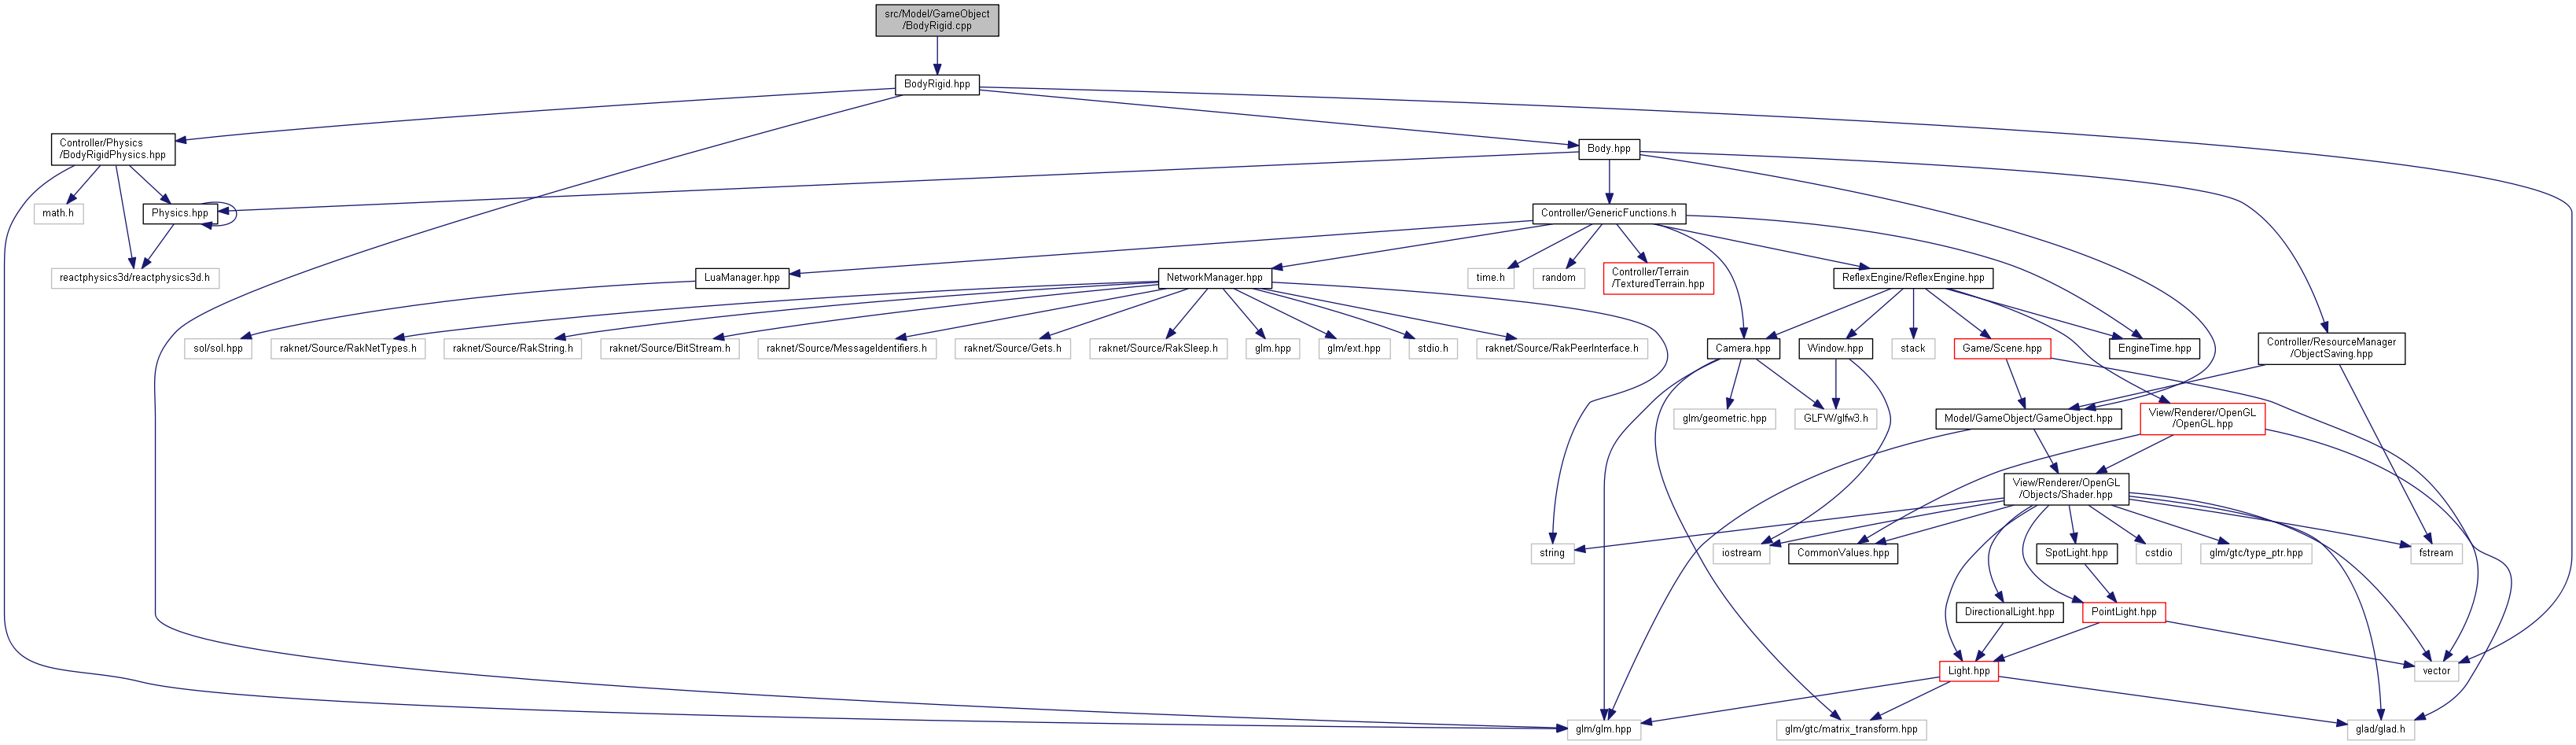 src/Model/GameObject
/BodyRigid.cpp
BodyRigid.hpp
Controller/Physics
/BodyRigidPhysics.hpp
Body.hpp
math.h
Physics.hpp
Controller/GenericFunctions.h
reactphysics3d/reactphysics3d.h
LuaManager.hpp
NetworkManager.hpp
time.h
random
Controller/Terrain
/TexturedTerrain.hpp
ReflexEngine/ReflexEngine.hpp
sol/sol.hpp
raknet/Source/RakNetTypes.h
raknet/Source/RakString.h
raknet/Source/BitStream.h
raknet/Source/MessageIdentifiers.h
raknet/Source/Gets.h
raknet/Source/RakSleep.h
glm.hpp
glm/ext.hpp
stdio.h
raknet/Source/RakPeerInterface.h
Camera.hpp
Window.hpp
stack
Game/Scene.hpp
EngineTime.hpp
Controller/ResourceManager
/ObjectSaving.hpp
glm/geometric.hpp
GLFW/glfw3.h
Model/GameObject/GameObject.hpp
View/Renderer/OpenGL
/OpenGL.hpp
View/Renderer/OpenGL
/Objects/Shader.hpp
string
iostream
CommonValues.hpp
SpotLight.hpp
cstdio
glm/gtc/type_ptr.hpp
fstream
DirectionalLight.hpp
PointLight.hpp
Light.hpp
vector
glm/glm.hpp
glm/gtc/matrix_transform.hpp
glad/glad.h